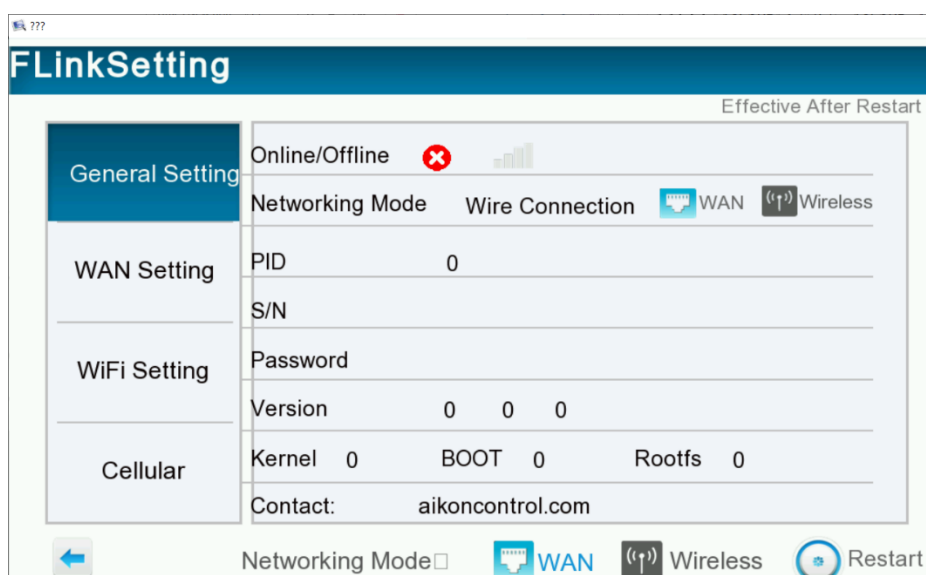 ???
FLinkSetting
Effective After Restart
General Setting
Online/Offline
Networking Mode Wire Connection WAN Wireless
WAN Setting
PID 0
S/N
WiFi Setting
Password
Version 0 0 0
Cellular
Kernel 0 BOOT 0 Rootfs 0
Contact: aikoncontrol.com
Networking Mode□ WAN Wireless Restart